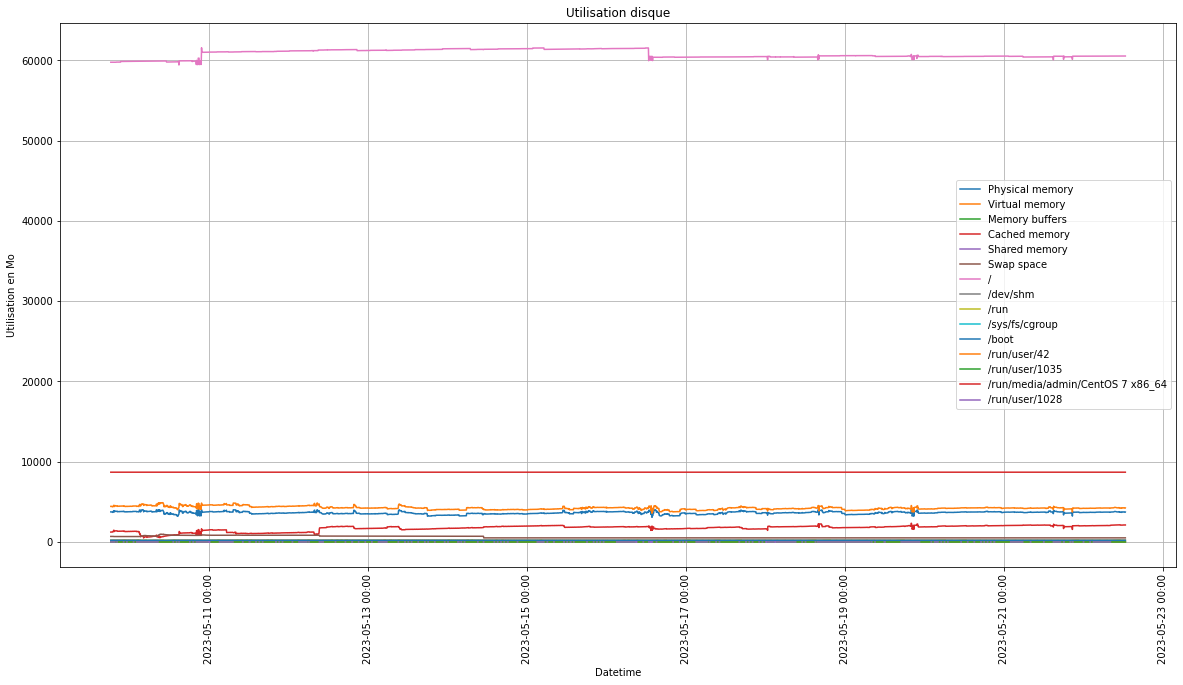 Utilisation disque
60000
50000
40000
30000
20000
10000
0
Utilisation en Mo
Physical memory
Virtual memory
Memory buffers
Cached memory
Shared memory
Swap space
/
/dev/shm
/run
/sys/fs/cgroup
/boot
/run/user/42
/run/user/1035
/run/media/admin/CentOS 7 x86_64
/run/user/1028
2023-05-11 00:00
2023-05-13 00:00
2023-05-15 00:00
2023-05-17 00:00
2023-05-19 00:00
2023-05-21 00:00
2023-05-23 00:00
Datetime